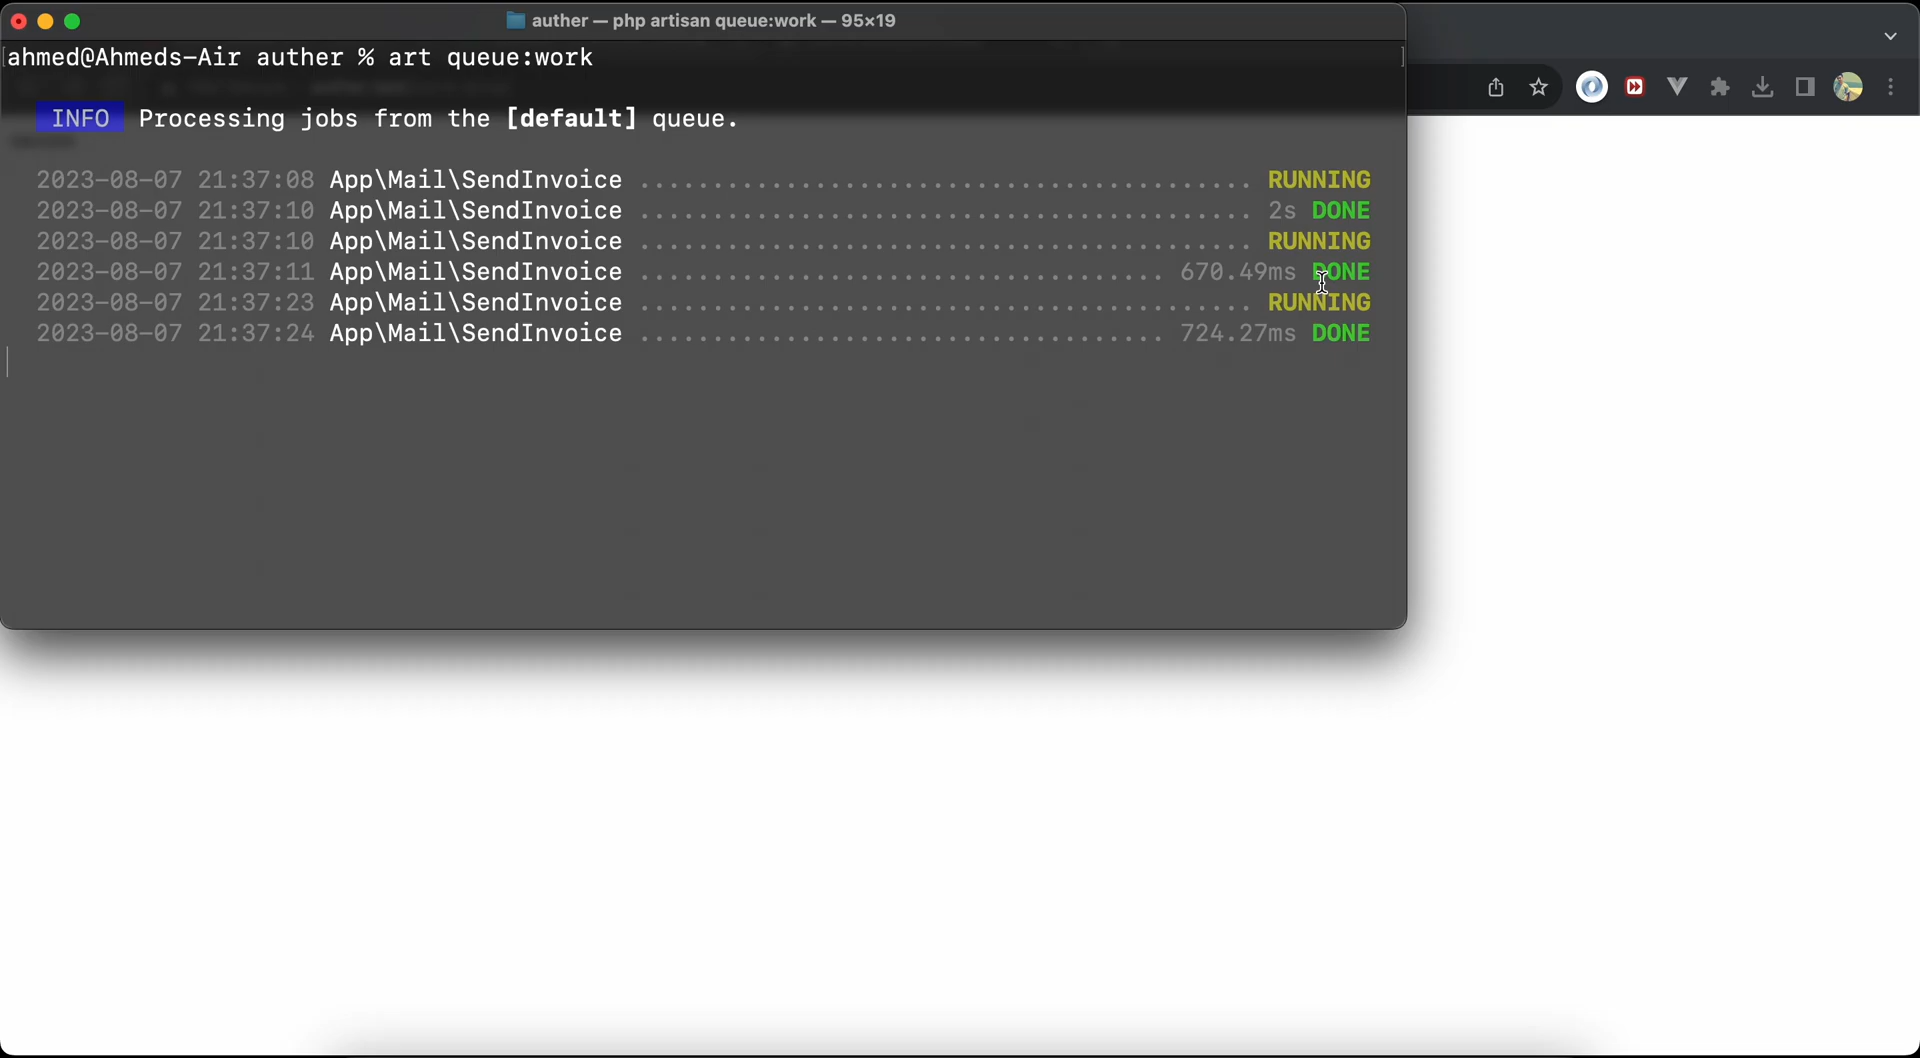 auther — php artisan queue:work — 95×19
ahmed@Ahmeds-Air auther % art queue:work
INFO Processing jobs from the [default] queue.
2023-08-07 21:37:08 App\Mail\SendInvoice .......................................... RUNNING
2023-08-07 21:37:10 App\Mail\SendInvoice .......................................... 2s DONE
2023-08-07 21:37:10 App\Mail\SendInvoice .......................................... RUNNING
2023-08-07 21:37:11 App\Mail\SendInvoice .................................... 670.49ms DONE
2023-08-07 21:37:23 App\Mail\SendInvoice .......................................... RUNNING
2023-08-07 21:37:24 App\Mail\SendInvoice .................................... 724.27ms DONE